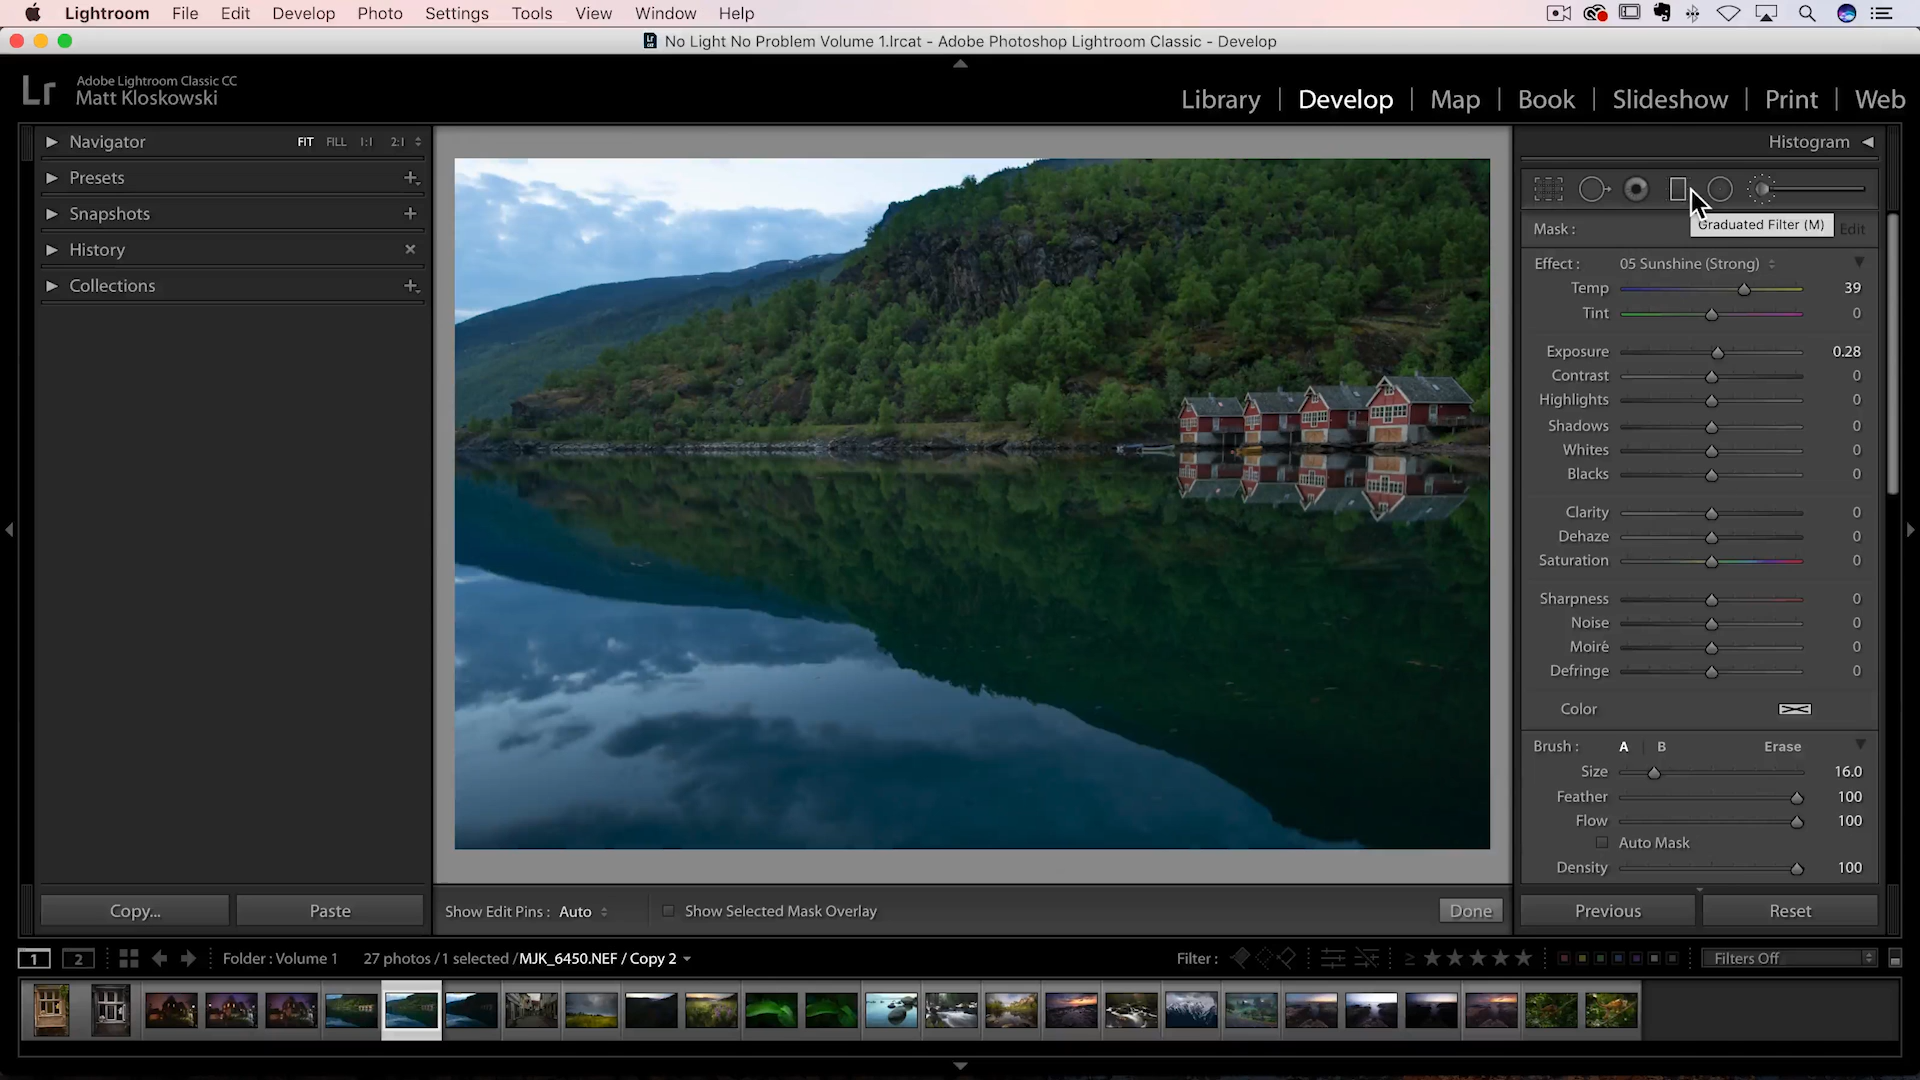 Lightroom File Edit Develop Photo Settings Tools View Window Help
No Light No Problem Volume 1.lrcat - Adobe Photoshop Lightroom Classic - Develop
Lr Adobe Lightroom Classic CC
Matt Kloskowski
Library | Develop | Map | Book | Slideshow | Print | Web
Navigator FIT FILL 1:1 2:1
Presets
Snapshots
History
Collections
Histogram
Graduated Filter (M)
Mask : Edit
Effect : 05 Sunshine (Strong)
Temp 39
Tint 0
Exposure 0.28
Contrast 0
Highlights 0
Shadows 0
Whites 0
Blacks 0
Clarity 0
Dehaze 0
Saturation 0
Sharpness 0
Noise 0
Moiré 0
Defringe 0
Color
Brush : A B Erase
Size 16.0
Feather 100
Flow 100
Auto Mask
Density 100
Copy... Paste
Show Edit Pins : Auto Show Selected Mask Overlay Done
Previous Reset
1 2 Folder : Volume 1 27 photos / 1 selected / MJK_6450.NEF / Copy 2 Filter : Filters Off